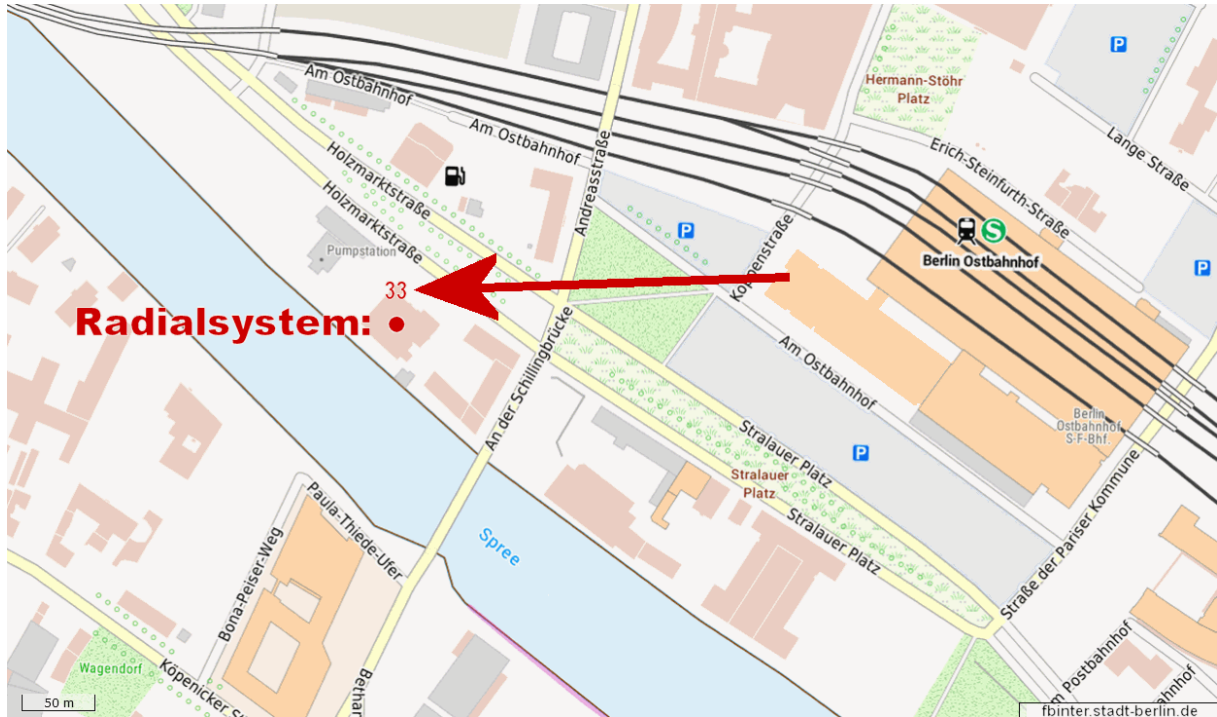 P
Hermann-Stöhr
Platz
Am Ostbahnhof
Am Ostbahnhof
Lange Straße
Erich-Steinfurth-Straße
Andreasstraße
Holzmarktstraße
Holzmarktstraße
Koppenstraße
P
S
Berlin Ostbahnhof
P
Pumpstation
33
Radialsystem:
An der Schillingbrücke
Am Ostbahnhof
Berlin
Ostbahnhof
S-F-Bhf.
Stralauer Platz
P
Stralauer
Platz
Stralauer Platz
Straße der Pariser Kommune
Paula-Thiede-Ufer
Bona-Peiser-Weg
Spree
Wagendorf
Köpenicker S
Bethan
m Postbahnhof
hnhof
50 m
fbinter.stadt-berlin.de